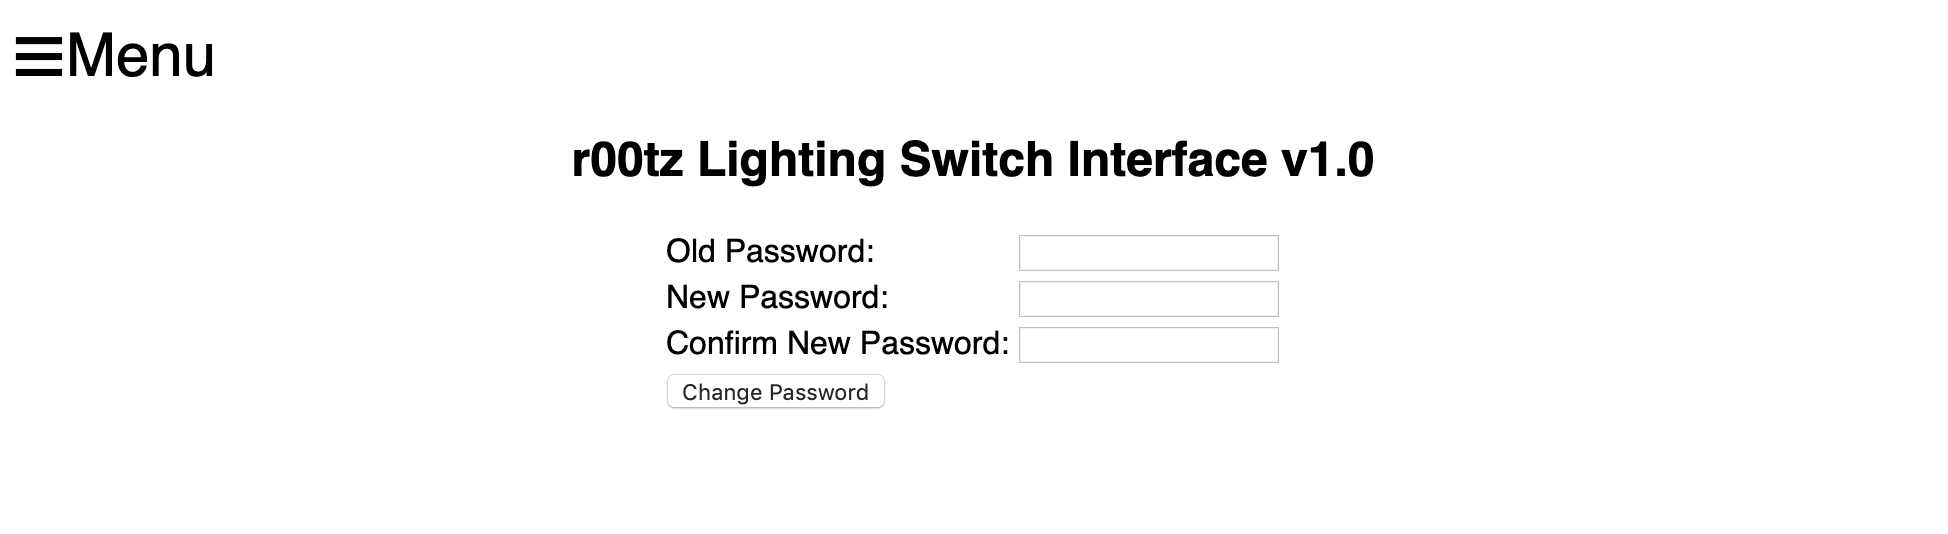 Menu
r00tz Lighting Switch Interface v1.0
Old Password:
New Password:
Confirm New Password:
Change Password